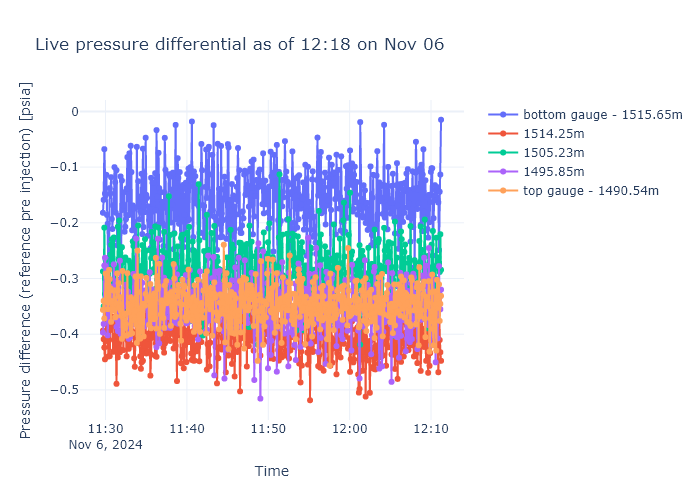 Live pressure differential as of 12:18 on Nov 06
Pressure difference (reference pre injection) [psia]
0
−0.1
−0.2
−0.3
−0.4
−0.5
11:30
Nov 6, 2024
11:40
11:50
12:00
12:10
Time
bottom gauge - 1515.65m
1514.25m
1505.23m
1495.85m
top gauge - 1490.54m